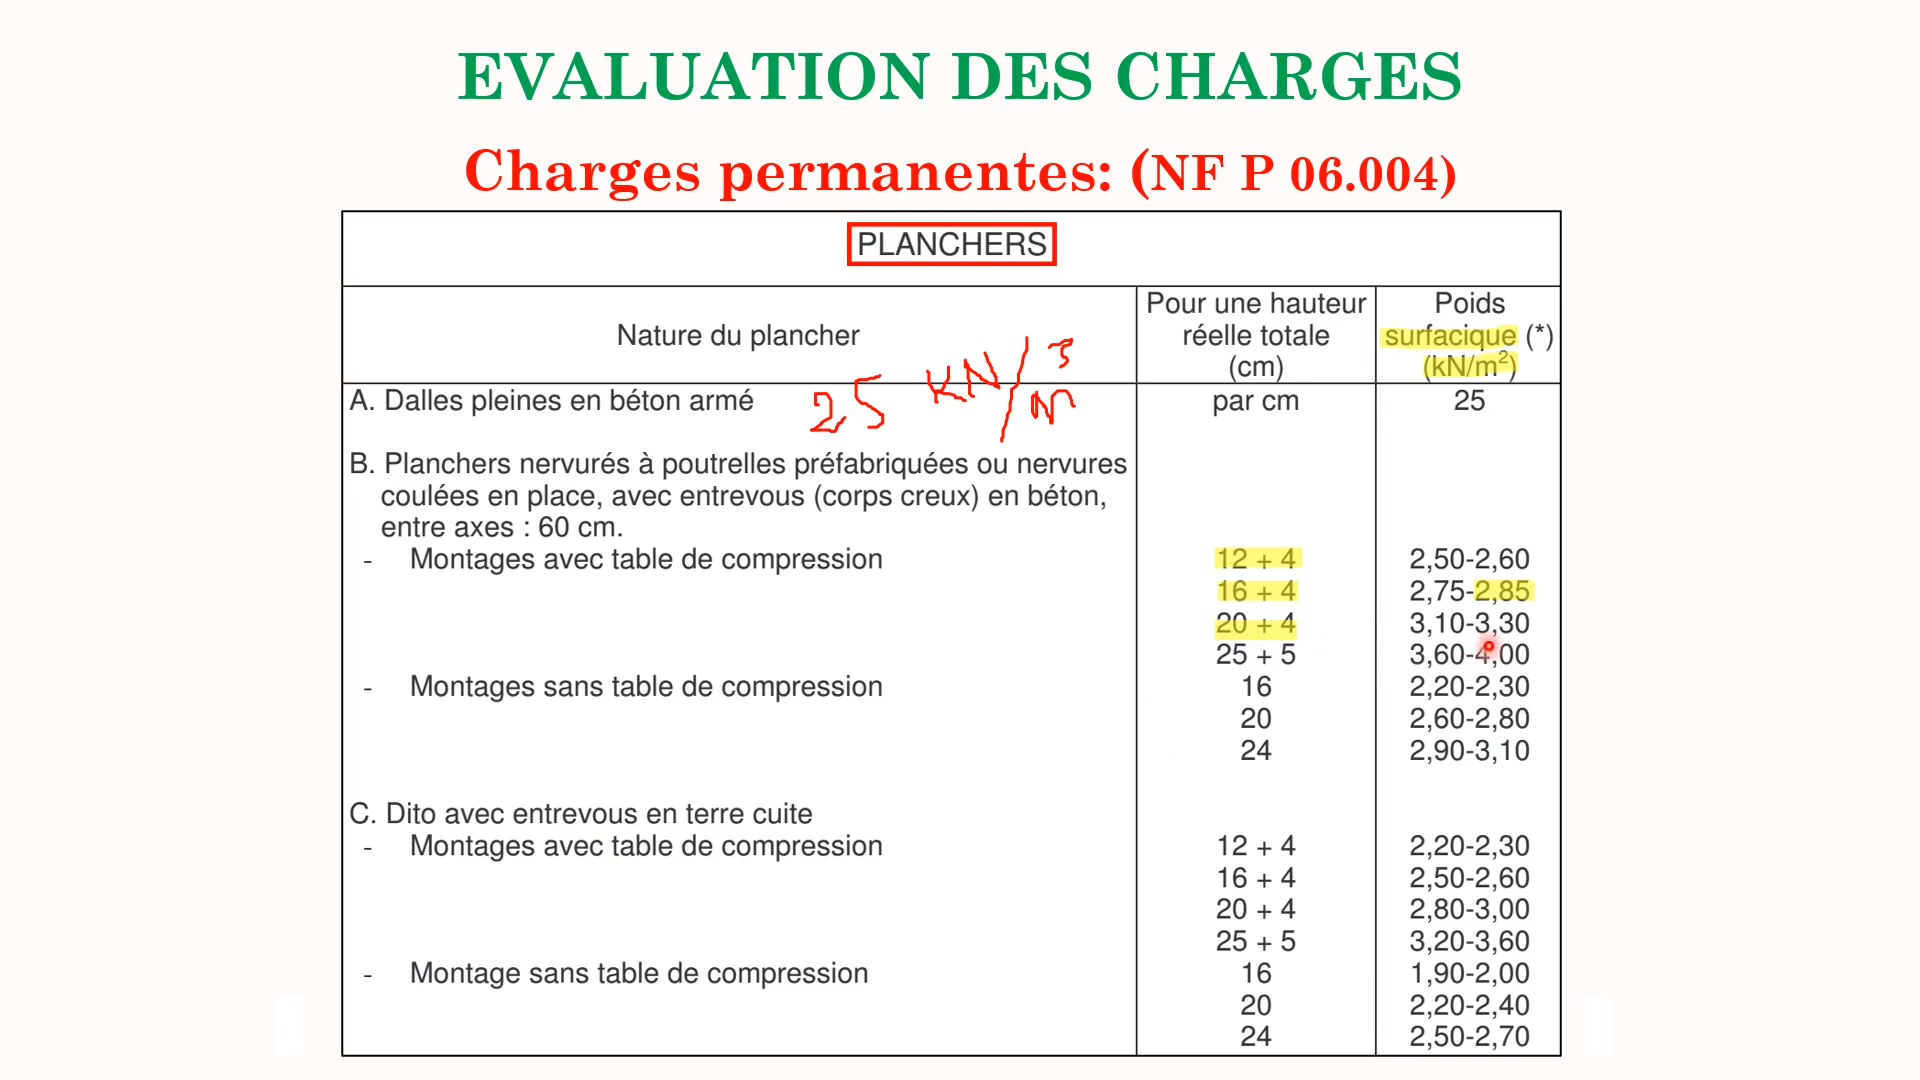 EVALUATION DES CHARGES
Charges permanentes: (NF P 06.004)
PLANCHERS
Nature du plancher
Pour une hauteur réelle totale (cm)
Poids surfacique (*) (kN/m²)
A. Dalles pleines en béton armé par cm 25
25 KN/m³
B. Planchers nervurés à poutrelles préfabriquées ou nervures
coulées en place, avec entrevous (corps creux) en béton,
entre axes : 60 cm.
- Montages avec table de compression 12 + 4 2,50-2,60
16 + 4 2,75-2,85
20 + 4 3,10-3,30
25 + 5 3,60-4,00
- Montages sans table de compression 16 2,20-2,30
20 2,60-2,80
24 2,90-3,10
C. Dito avec entrevous en terre cuite
- Montages avec table de compression 12 + 4 2,20-2,30
16 + 4 2,50-2,60
20 + 4 2,80-3,00
25 + 5 3,20-3,60
- Montage sans table de compression 16 1,90-2,00
20 2,20-2,40
24 2,50-2,70